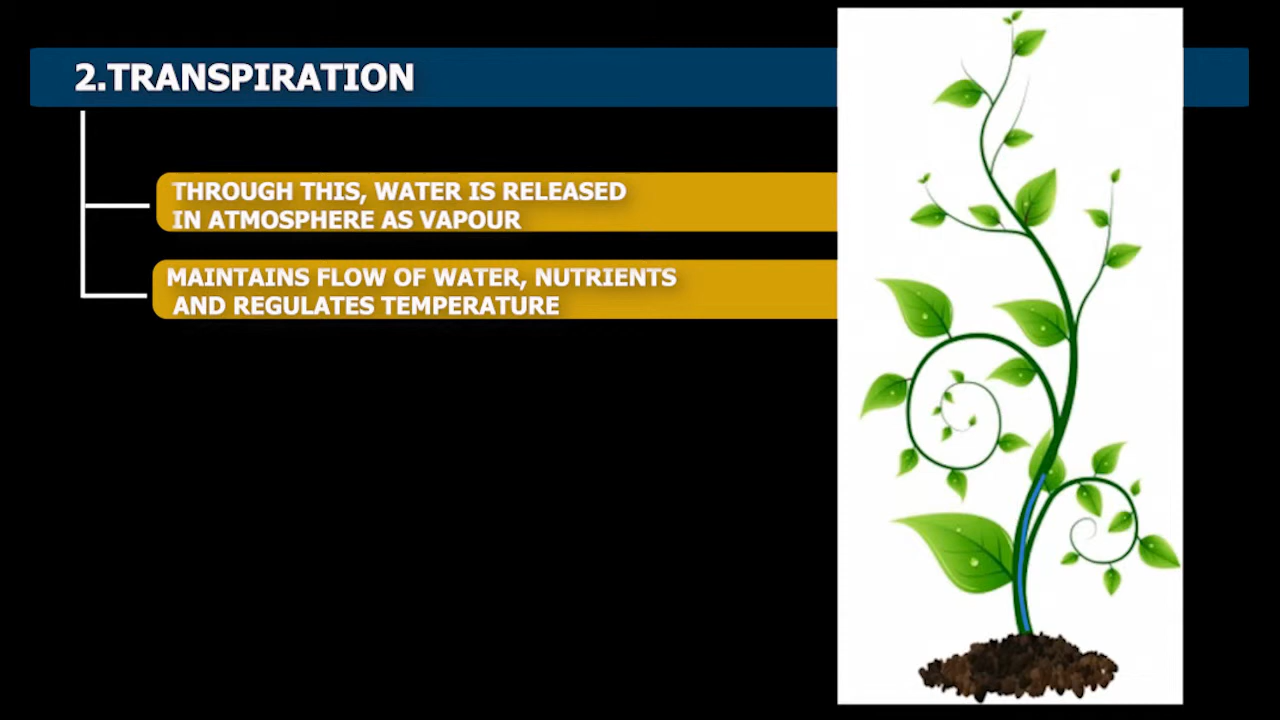 2.TRANSPIRATION
THROUGH THIS, WATER IS RELEASED
IN ATMOSPHERE AS VAPOUR
MAINTAINS FLOW OF WATER, NUTRIENTS
AND REGULATES TEMPERATURE